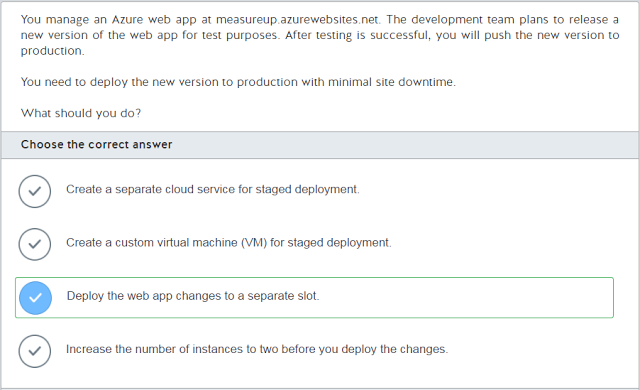 You manage an Azure web app at measureup.azurewebsites.net. The development team plans to release a
new version of the web app for test purposes. After testing is successful, you will push the new version to
production.
You need to deploy the new version to production with minimal site downtime.
What should you do?
Choose the correct answer
Create a separate cloud service for staged deployment.
Create a custom virtual machine (VM) for staged deployment.
Deploy the web app changes to a separate slot.
Increase the number of instances to two before you deploy the changes.